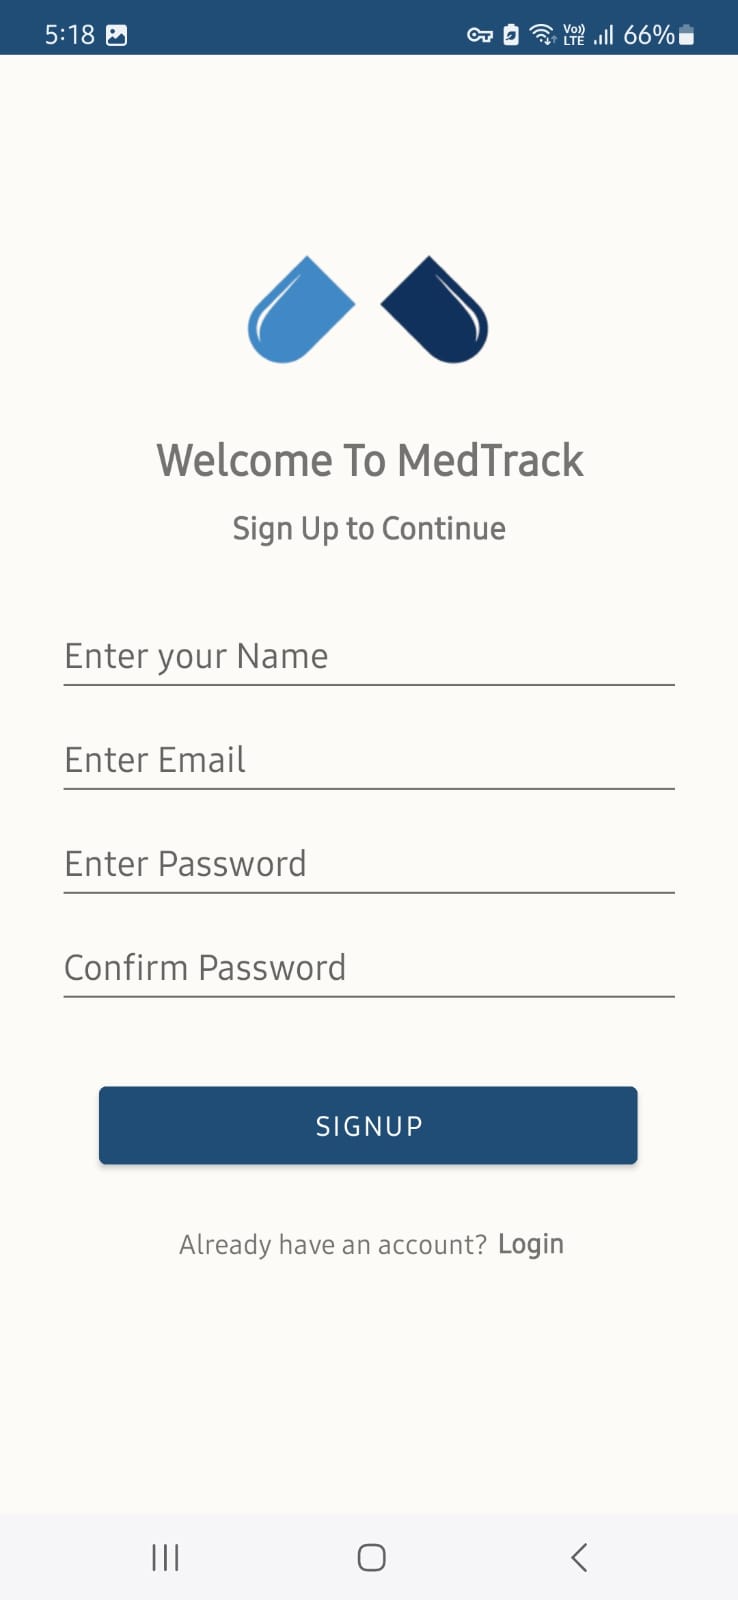 5:18 Vo)) LTE 66%
Welcome To MedTrack
Sign Up to Continue
Enter your Name
Enter Email
Enter Password
Confirm Password
SIGNUP
Already have an account? Login